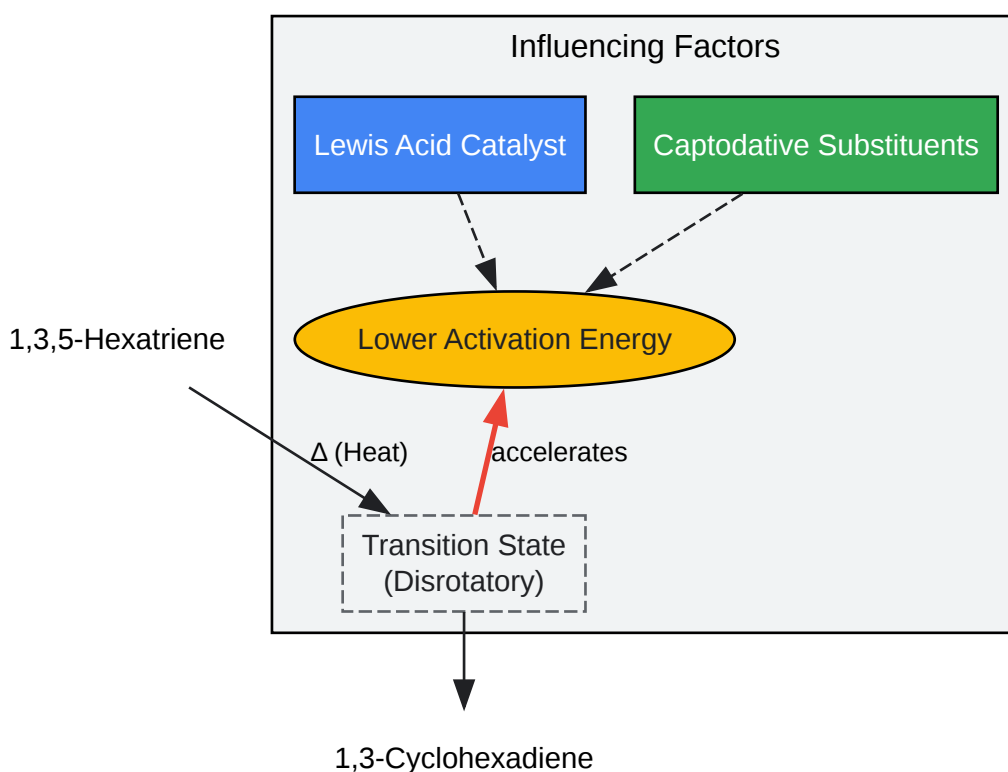 Influencing Factors
Lewis Acid Catalyst
Captodative Substituents
1,3,5-Hexatriene
Lower Activation Energy
Δ (Heat)
accelerates
Transition State
(Disrotatory)
1,3-Cyclohexadiene